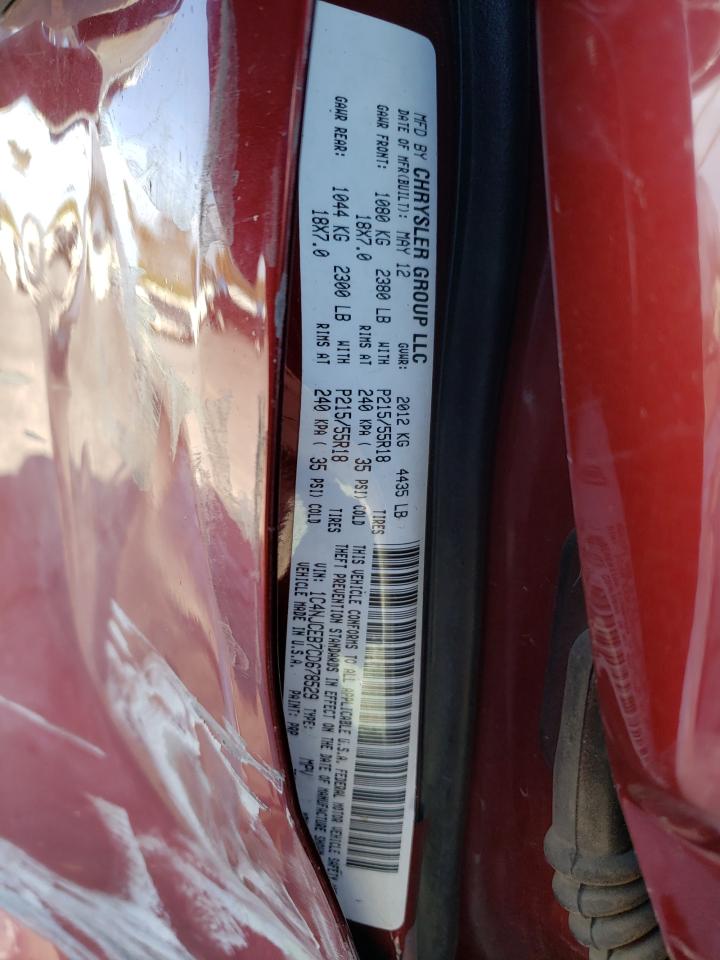 MFD BY CHRYSLER GROUP LLC
DATE OF MFR(BUILT): MAY 12 GVWR: 2012 KG 4435 LB
GAWR FRONT: 1080 KG 2380 LB WITH P215/55R18 TIRES
18X7.0 RIMS AT 240 KPA ( 35 PSI) COLD
GAWR REAR: 1044 KG 2300 LB WITH P215/55R18 TIRES
18X7.0 RIMS AT 240 KPA ( 35 PSI) COLD
THIS VEHICLE CONFORMS TO ALL APPLICABLE U.S.A. FEDERAL MOTOR VEHICLE SAFETY
THEFT PREVENTION STANDARDS IN EFFECT ON THE DATE OF MANUFACTURE SHOWN
VIN: 1C4NJCEB7CD678529 TYPE: MPV
VEHICLE MADE IN U.S.A. PAINT: PRP